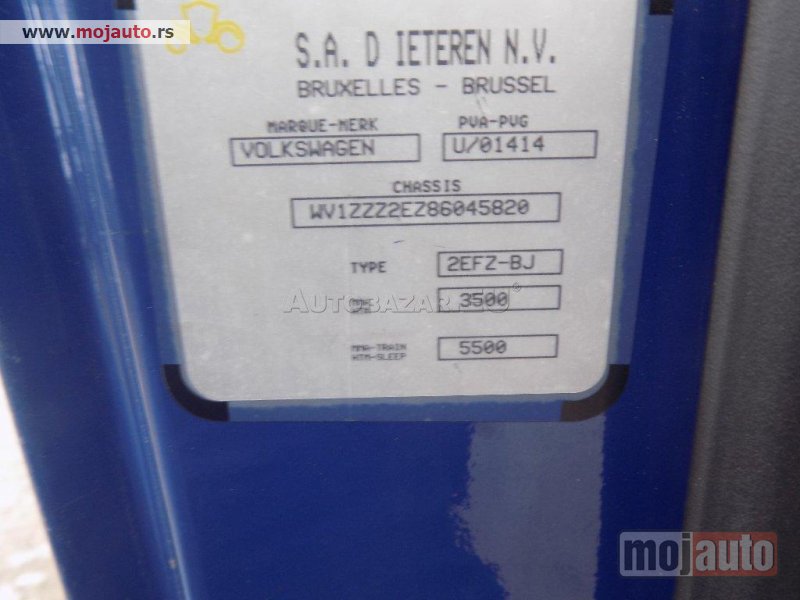 www.mojauto.rs
S.A. D IETEREN N.V.
BRUXELLES - BRUSSEL
MARQUE-MERK PVA-PVG
VOLKSWAGEN U/01414
CHASSIS
WV1ZZZ2EZ86045820
TYPE 2EFZ-BJ
3500
AUTOBAZAR.EU
MMA-TRAIN
HTM-SLEEP 5500
mojauto